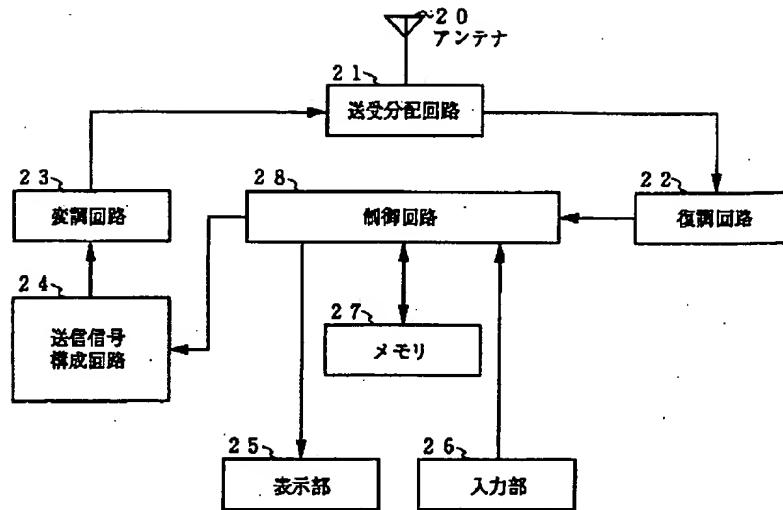 20
アンテナ
21
送受分配回路
23
変調回路
28
制御回路
22
復調回路
24
送信信号
構成回路
27
メモリ
25
表示部
26
入力部